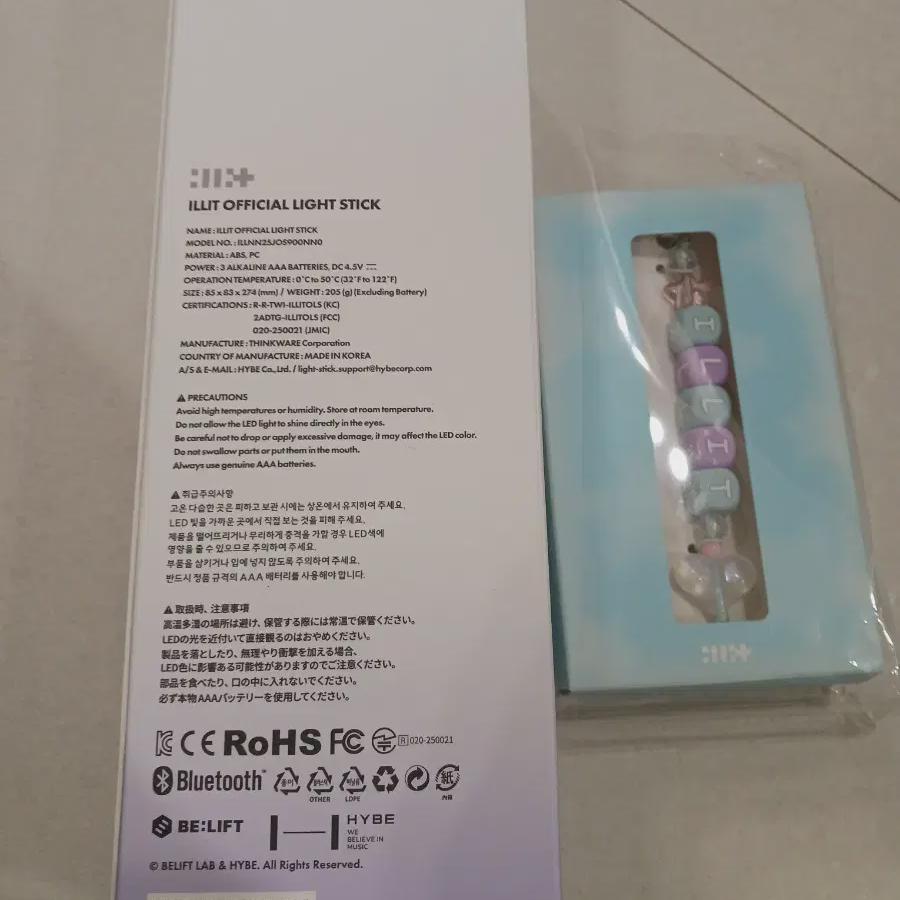 ILLIT OFFICIAL LIGHT STICK
NAME : ILLIT OFFICIAL LIGHT STICK
MODEL NO. : ILLNN25JOS900NN0
MATERIAL : ABS, PC
POWER : 3 ALKALINE AAA BATTERIES, DC 4.5V
OPERATION TEMPERATURE : 0°C to 50°C (32°F to 122°F)
SIZE : 85 x 83 x 274 (mm) / WEIGHT : 205 (g) (Excluding Battery)
CERTIFICATIONS : R-R-TW1-ILLITOLS (KC)
2ADTG-ILLITOLS (FCC)
020-250021 (JMIC)
MANUFACTURE : THINKWARE Corporation
COUNTRY OF MANUFACTURE : MADE IN KOREA
A/S & E-MAIL : HYBE Co., Ltd. / light-stick.support@hybecorp.com
PRECAUTIONS
Avoid high temperatures or humidity. Store at room temperature.
Do not allow the LED light to shine directly in the eyes.
Be careful not to drop or apply excessive damage, it may affect the LED color.
Do not swallow parts or put them in the mouth.
Always use genuine AAA batteries.
취급주의사항
고온 다습한 곳은 피하고 보관 시에는 상온에서 유지하여 주세요.
LED 빛을 가까운 곳에서 직접 보는 것을 피해 주세요.
제품을 떨어뜨리거나 무리하게 충격을 가할 경우 LED색에
영향을 줄 수 있으므로 주의하여 주세요.
부품을 삼키거나 입에 넣지 않도록 주의하여 주세요.
반드시 정품 규격의 AAA 배터리를 사용해야 합니다.
取扱時、注意事項
高温多湿の場所は避け、保管する際には常温で保管ください。
LEDの光を近付いて直接観るのはおやめください。
製品を落としたり、無理やり衝撃を加える場合、
LED色に影響ある可能性がありますのでご注意ください。
部品を食べたり、口の中に入れないでください。
必ず本物AAAバッテリーを使用してください。
CE RoHS FC R 020-250021
Bluetooth 紙
OTHER LDPE
BE:LIFT HYBE
WE
BELIEVE IN
MUSIC
© BELIFT LAB & HYBE. All Rights Reserved.
I
L
L
I
T